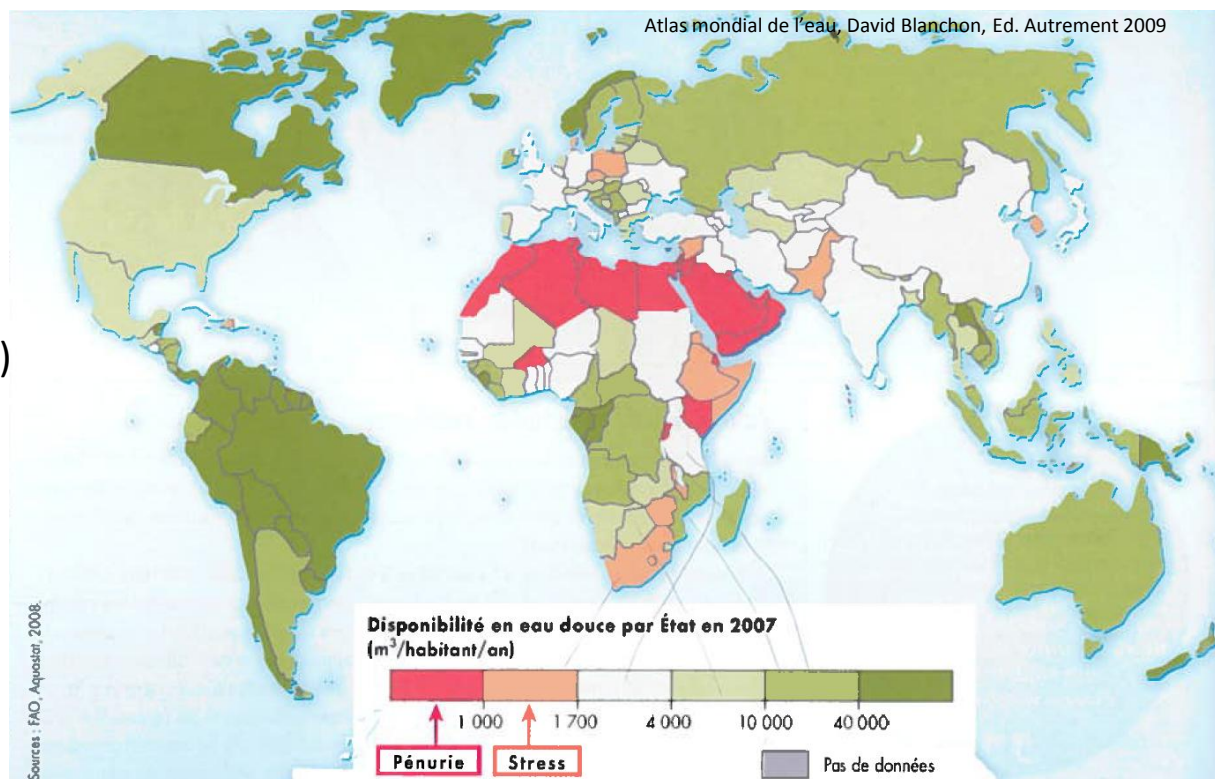 Atlas mondial de l’eau, David Blanchon, Ed. Autrement 2009
)
Disponibilité en eau douce par État en 2007
(m³/habitant/an)
1 000 1 700 4 000 10 000 40 000
Pénurie Stress
Pas de données
Sources : FAO, Aquastat, 2008.